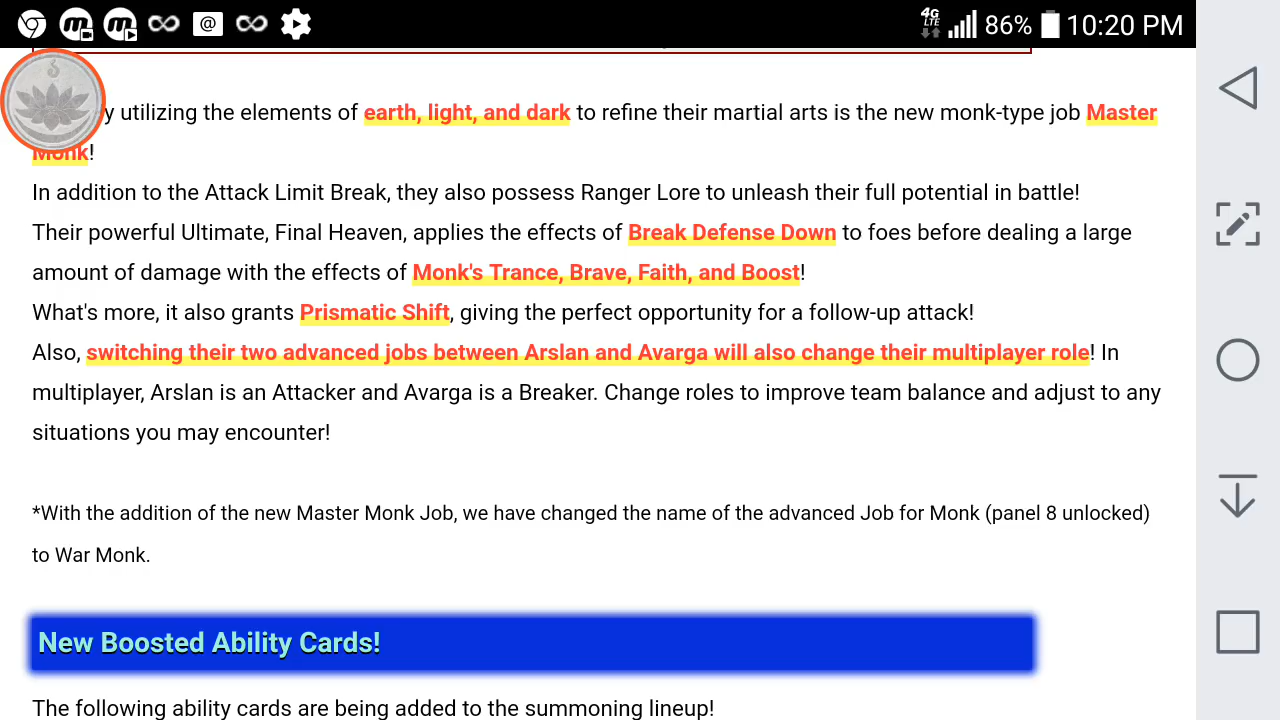 4G LTE 86% 10:20 PM
y utilizing the elements of earth, light, and dark to refine their martial arts is the new monk-type job Master
Monk!
In addition to the Attack Limit Break, they also possess Ranger Lore to unleash their full potential in battle!
Their powerful Ultimate, Final Heaven, applies the effects of Break Defense Down to foes before dealing a large
amount of damage with the effects of Monk's Trance, Brave, Faith, and Boost!
What's more, it also grants Prismatic Shift, giving the perfect opportunity for a follow-up attack!
Also, switching their two advanced jobs between Arslan and Avarga will also change their multiplayer role! In
multiplayer, Arslan is an Attacker and Avarga is a Breaker. Change roles to improve team balance and adjust to any
situations you may encounter!
*With the addition of the new Master Monk Job, we have changed the name of the advanced Job for Monk (panel 8 unlocked)
to War Monk.
New Boosted Ability Cards!
The following ability cards are being added to the summoning lineup!